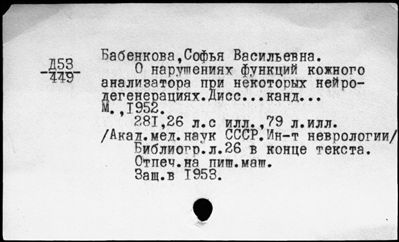 Бабенкова,Софья Васильевна.
Д53
449
О нарушениях функций кожного
анализатора при некоторых нейро-
дегенерациях.Дисс...канд...
М.,1952.
281,26 л.с илл.,79 л.илл.
/Акад.мед.наук СССР.Ин-т неврологии/
Библиогр.л.26 в конце текста.
Отпеч.на пиш.маш.
Защ.в 1953.